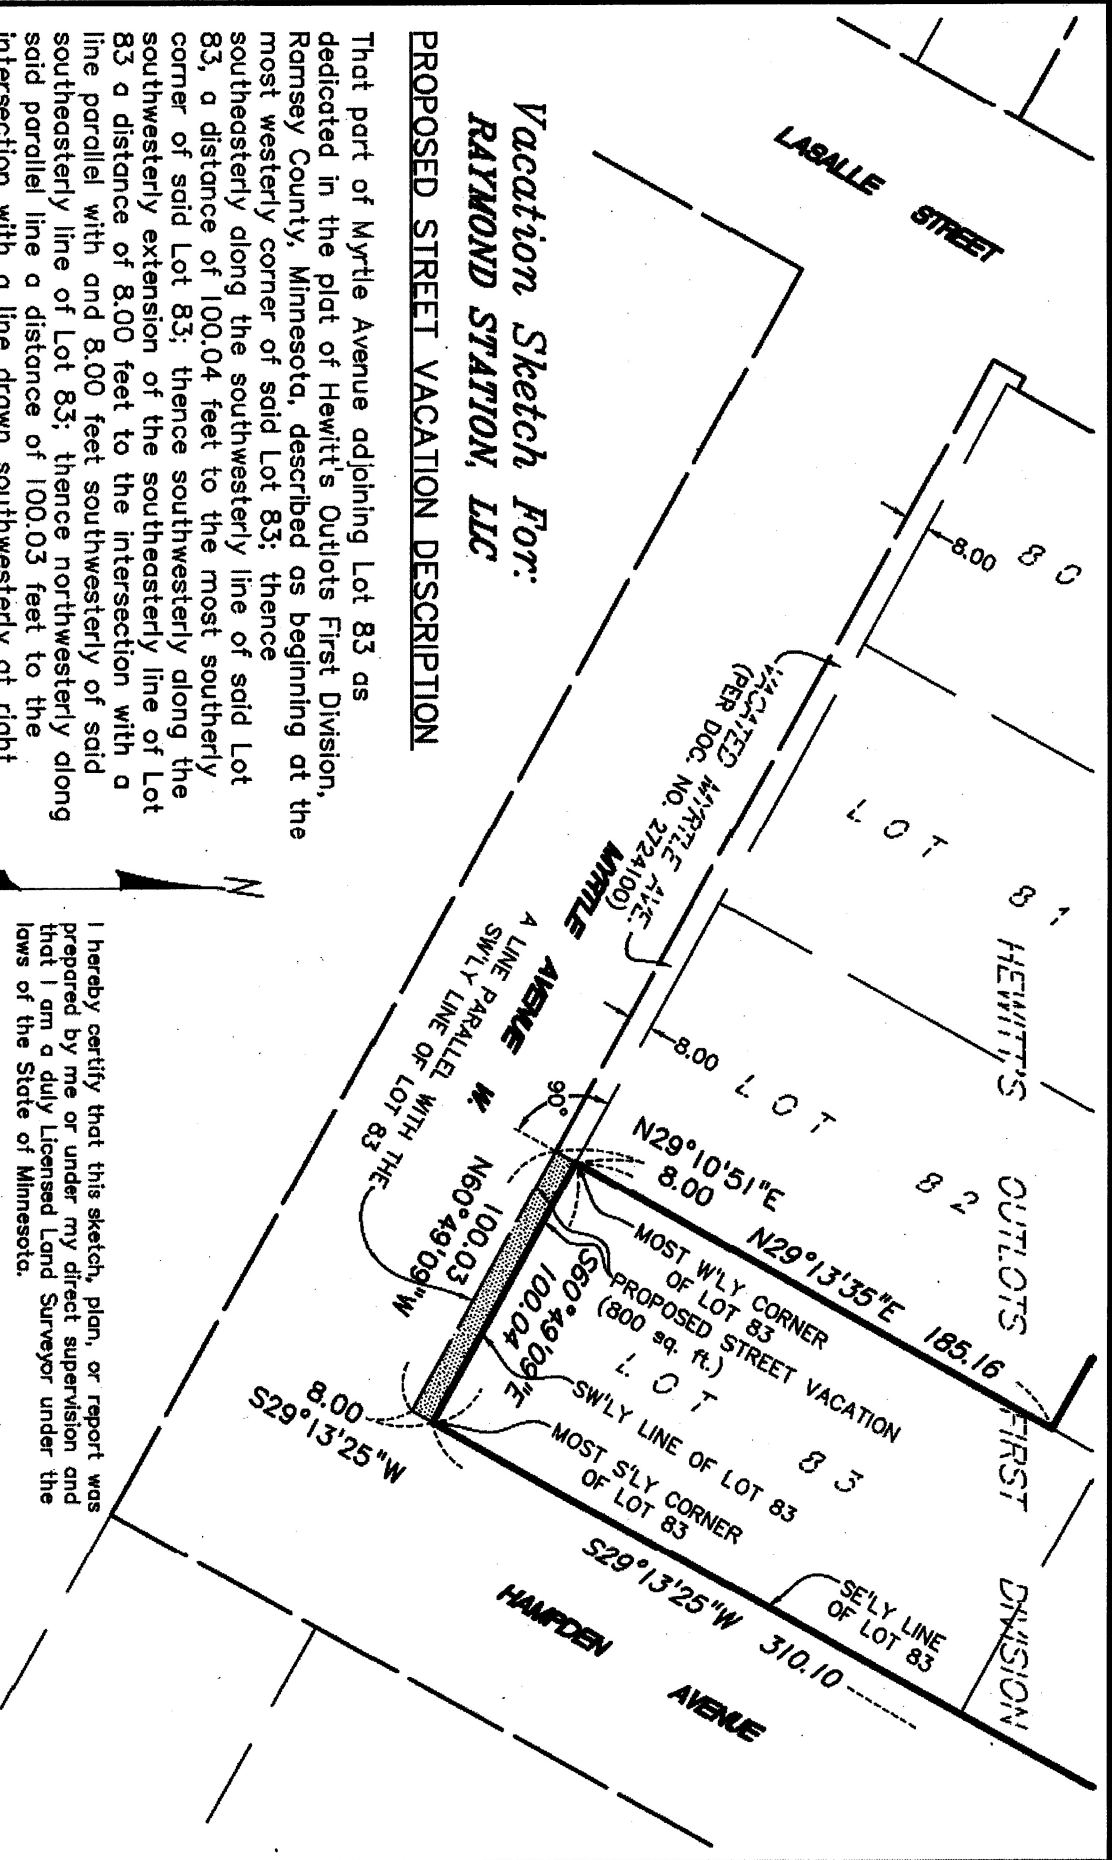 LASALLE STREET
8.00
8 0
VACATED MYRTLE AVE.
(PER DOC. NO. 2724100)
LOT 81
HEWITT'S OUTLOTS FIRST DIVISION
MYRTLE AVENUE W.
8.00
LOT 82
A LINE PARALLEL WITH THE
SW'LY LINE OF LOT 83
90°
N29°10'51"E
8.00
N29°13'35"E 185.16
MOST W'LY CORNER
OF LOT 83
PROPOSED STREET VACATION
(800 sq. ft.)
N60°49'09"W
100.03
S60°49'09"E
100.04
LOT 83
SW'LY LINE OF LOT 83
MOST S'LY CORNER
OF LOT 83
8.00
S29°13'25"W
S29°13'25"W 310.10
SE'LY LINE
OF LOT 83
HAMPDEN AVENUE
Vacation Sketch For:
RAYMOND STATION, LLC
PROPOSED STREET VACATION DESCRIPTION
That part of Myrtle Avenue adjoining Lot 83 as
dedicated in the plat of Hewitt's Outlots First Division,
Ramsey County, Minnesota, described as beginning at the
most westerly corner of said Lot 83; thence
southeasterly along the southwesterly line of said Lot
83, a distance of 100.04 feet to the most southerly
corner of said Lot 83; thence southwesterly along the
southwesterly extension of the southeasterly line of Lot
83 a distance of 8.00 feet to the intersection with a
line parallel with and 8.00 feet southwesterly of said
southeasterly line of Lot 83; thence northwesterly along
said parallel line a distance of 100.03 feet to the
intersection with a line drawn southwesterly at right
N
I hereby certify that this sketch, plan, or report was
prepared by me or under my direct supervision and
that I am a duly Licensed Land Surveyor under the
laws of the State of Minnesota.